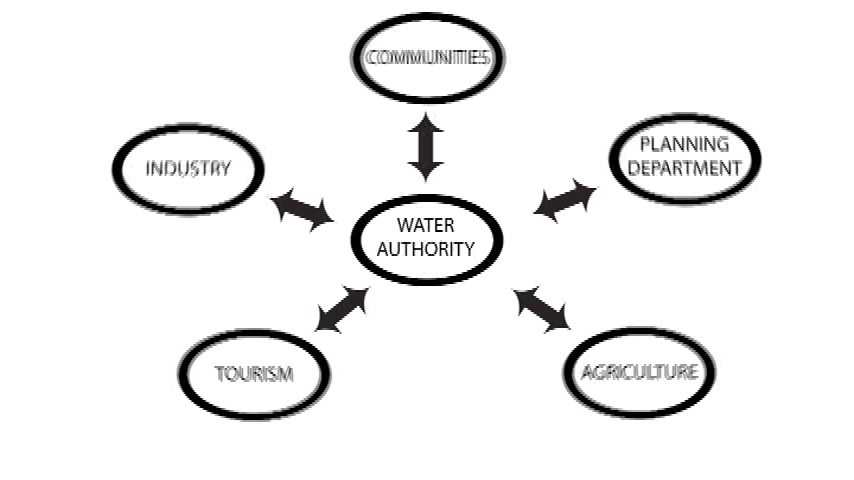 COMMUNITIES
INDUSTRY
PLANNING
DEPARTMENT
WATER
AUTHORITY
TOURISM
AGRICULTURE